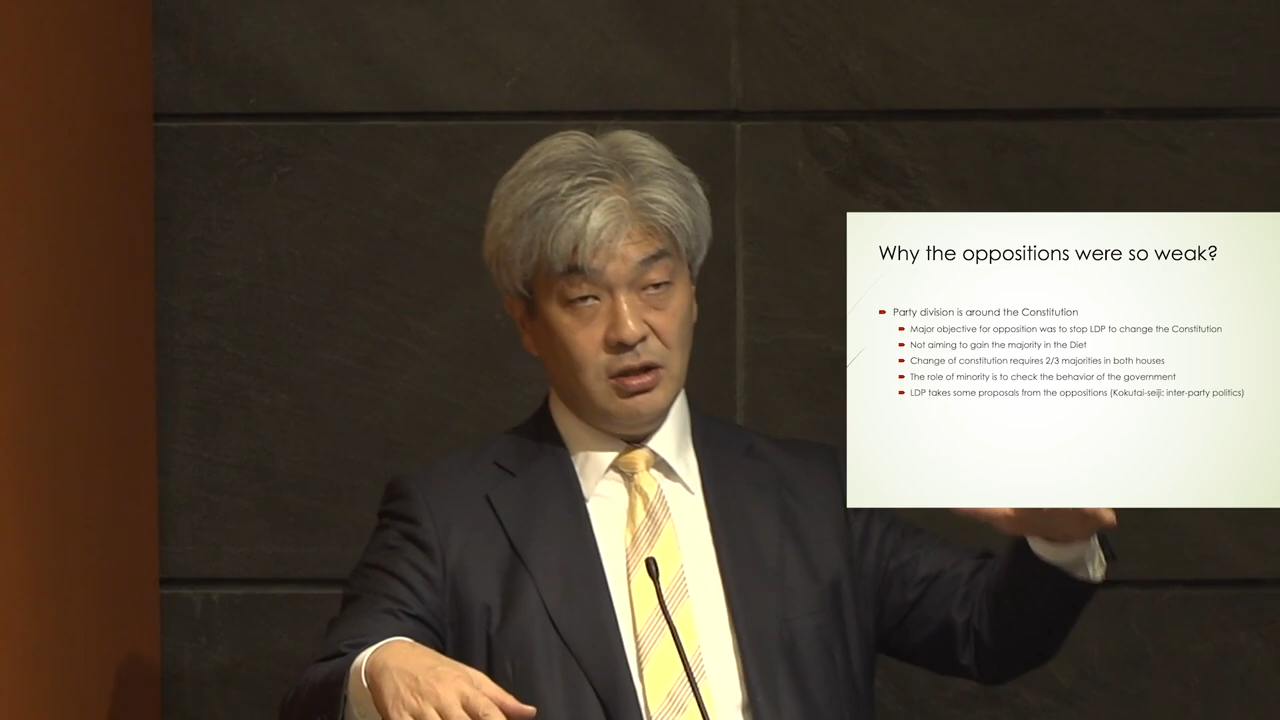 Why the oppositions were so weak?
Party division is around the Constitution
Major objective for opposition was to stop LDP to change the Constitution
Not aiming to gain the majority in the Diet
Change of constitution requires 2/3 majorities in both houses
The role of minority is to check the behavior of the government
LDP takes some proposals from the oppositions (Kokutai-seiji: inter-party politics)